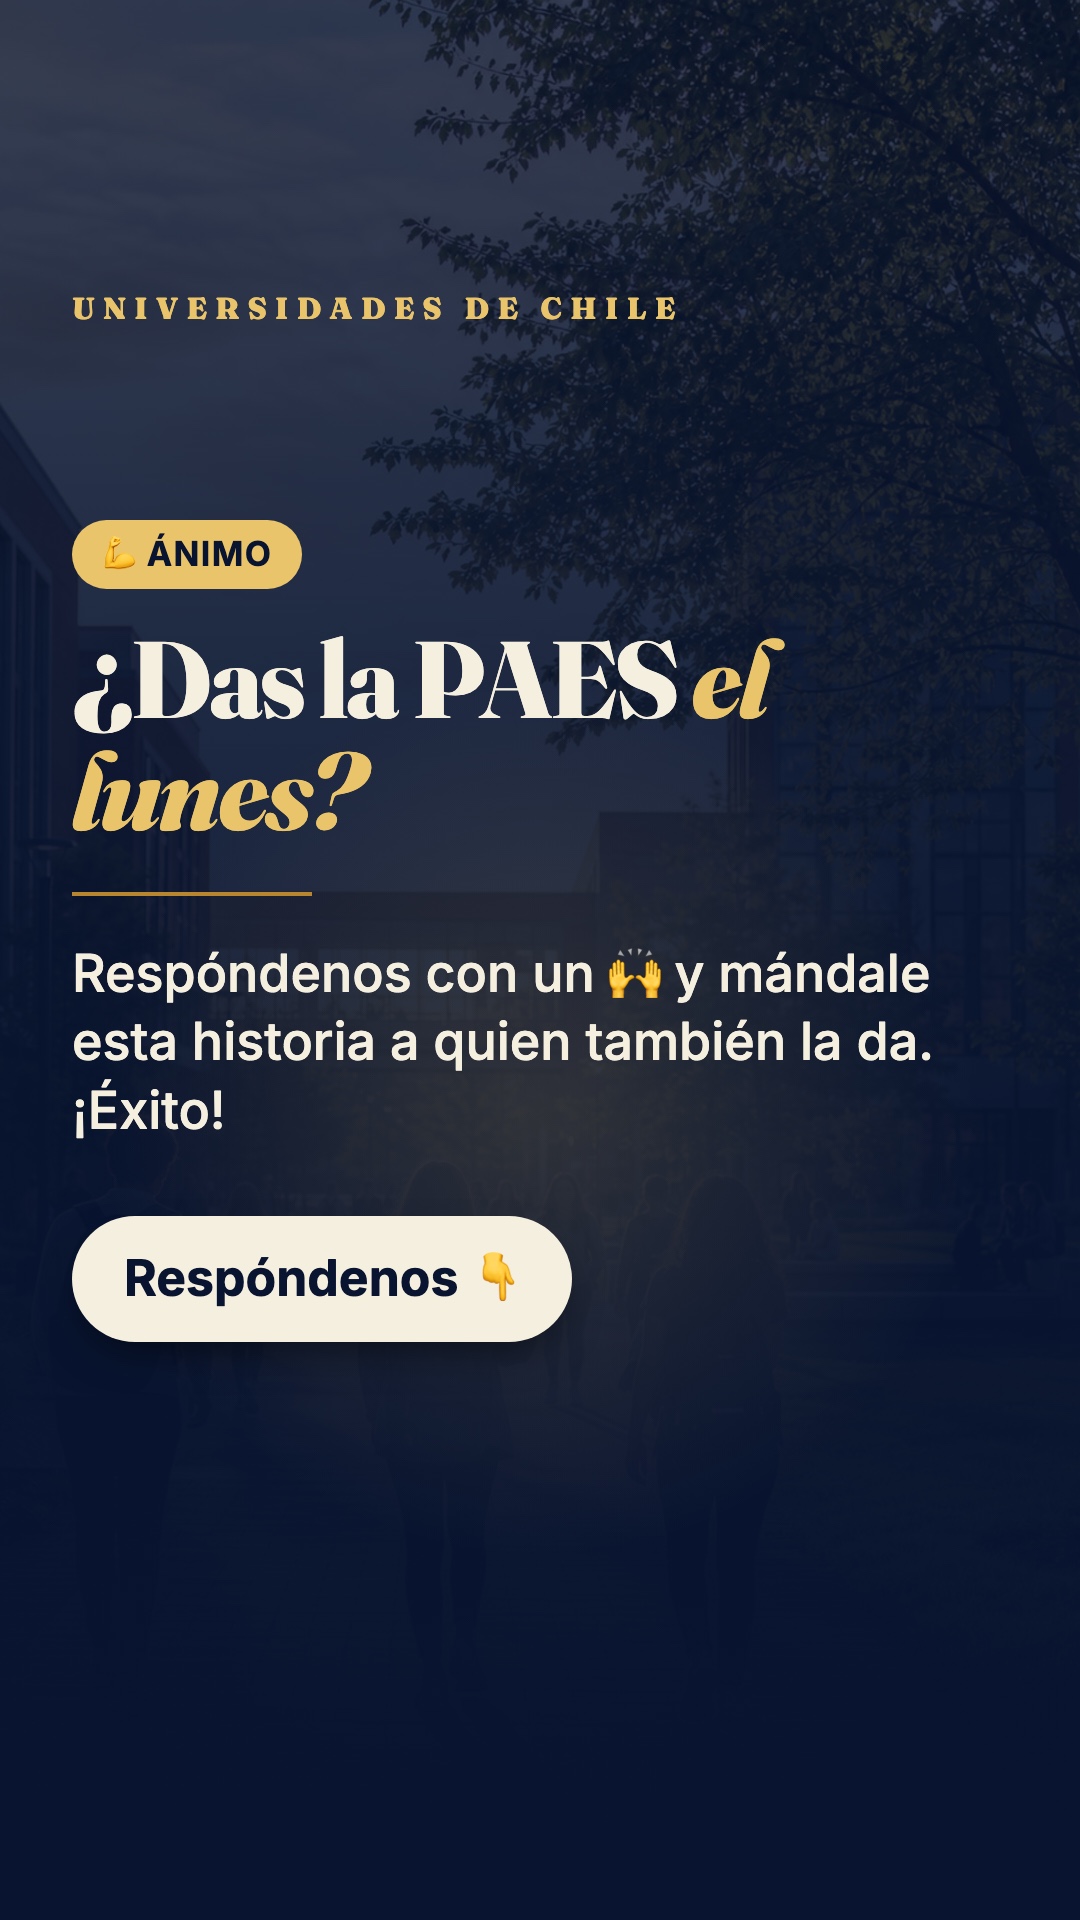 UNIVERSIDADES DE CHILE
💪 ÁNIMO
¿Das la PAES el
lunes?
Respóndenos con un 🙌 y mándale
esta historia a quien también la da.
¡Éxito!
Respóndenos 👇